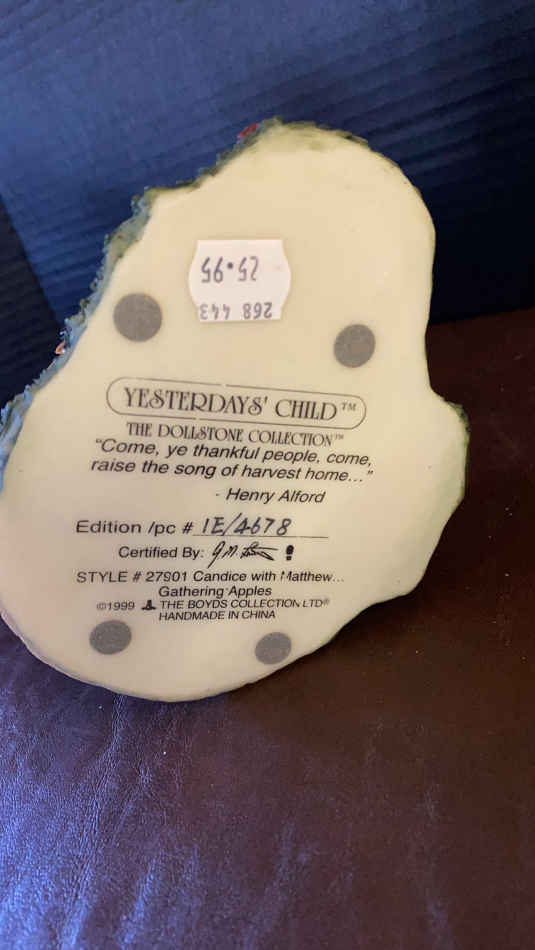 25.95
268 443
YESTERDAYS' CHILD™
THE DOLLSTONE COLLECTION™
“Come, ye thankful people, come,
raise the song of harvest home...”
- Henry Alford
Edition /pc # 1E/4678
Certified By:
STYLE # 27901 Candice with Matthew...
Gathering Apples
©1999 THE BOYDS COLLECTION LTD®
HANDMADE IN CHINA